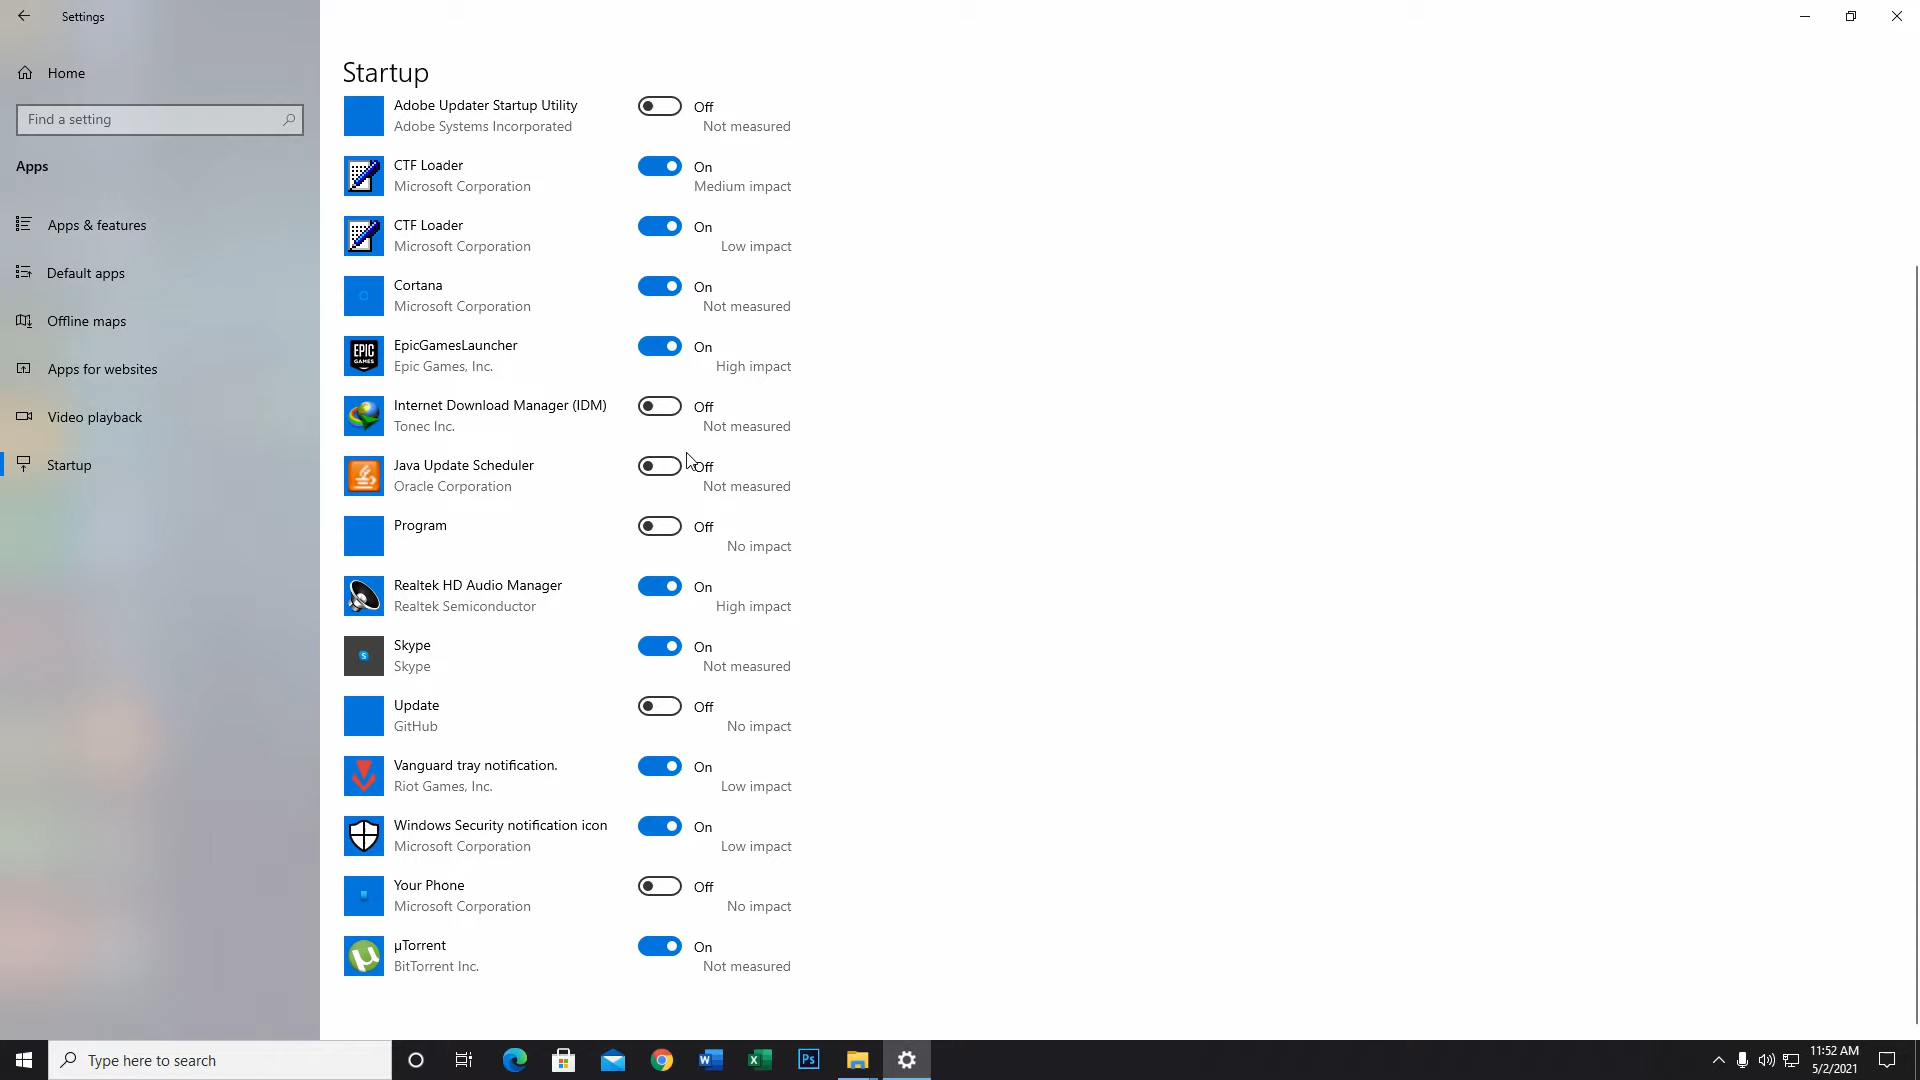 Settings
Home
Find a setting
Apps
Apps & features
Default apps
Offline maps
Apps for websites
Video playback
Startup
Startup
Adobe Updater Startup Utility
Off
Adobe Systems Incorporated
Not measured
CTF Loader
On
Microsoft Corporation
Medium impact
CTF Loader
On
Microsoft Corporation
Low impact
Cortana
On
Microsoft Corporation
Not measured
EPIC
GAMES
EpicGamesLauncher
On
Epic Games, Inc.
High impact
Internet Download Manager (IDM)
Off
Tonec Inc.
Not measured
Java Update Scheduler
Off
Oracle Corporation
Not measured
Program
Off
No impact
Realtek HD Audio Manager
On
Realtek Semiconductor
High impact
Skype
On
Skype
Not measured
Update
Off
GitHub
No impact
Vanguard tray notification.
On
Riot Games, Inc.
Low impact
Windows Security notification icon
On
Microsoft Corporation
Low impact
Your Phone
Off
Microsoft Corporation
No impact
µTorrent
On
BitTorrent Inc.
Not measured
Type here to search
Ps
11:52 AM
5/2/2021